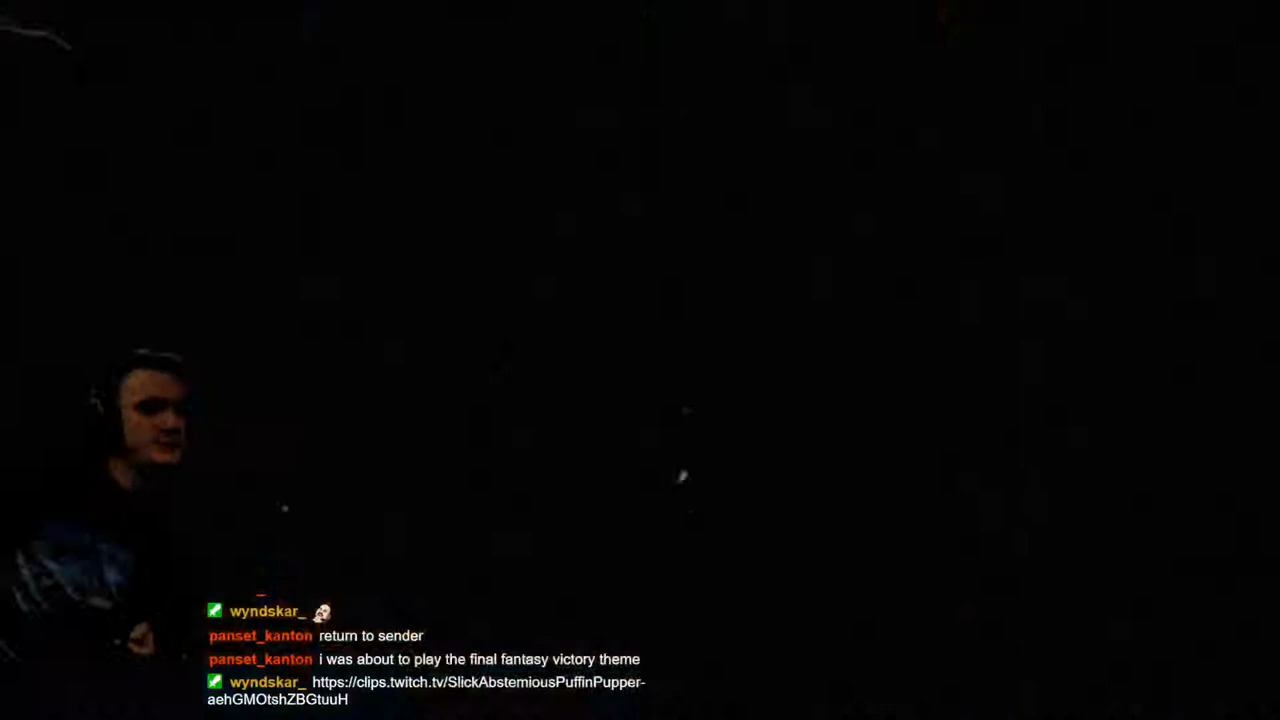 wyndskar_
panset_kanton return to sender
panset_kanton i was about to play the final fantasy victory theme
wyndskar_ https://clips.twitch.tv/SlickAbstemiousPuffinPupper-
aehGMOtshZBGtuuH